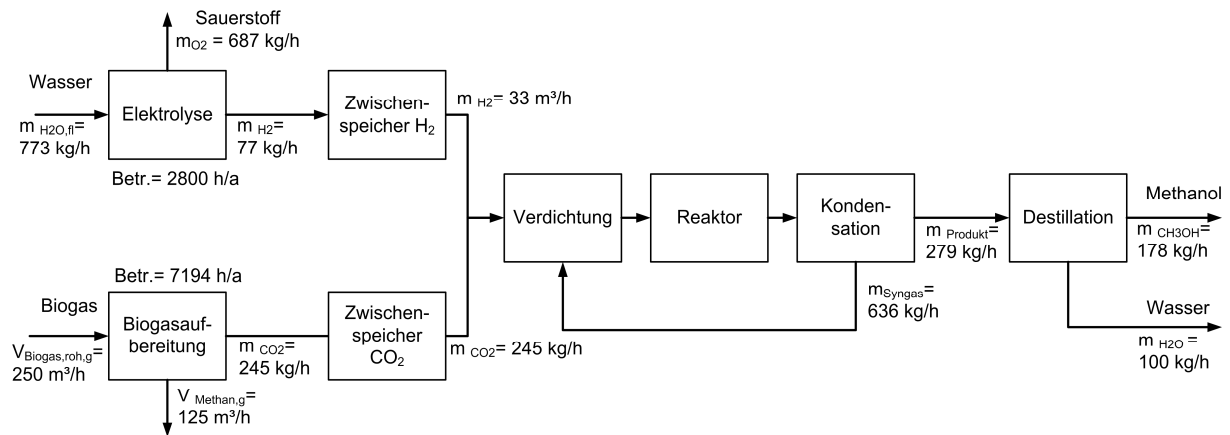 Sauerstoff
mO2 = 687 kg/h
Wasser
m H2O,fl=
773 kg/h
Elektrolyse
m H2=
77 kg/h
Betr.= 2800 h/a
Zwischen-
speicher H2
m H2= 33 m³/h
Verdichtung
Reaktor
Konden-
sation
m Produkt=
279 kg/h
Destillation
Methanol
m CH3OH=
178 kg/h
mSyngas=
636 kg/h
Wasser
m H2O=
100 kg/h
Betr.= 7194 h/a
Biogas
VBiogas,roh,g=
250 m³/h
Biogasauf-
bereitung
m CO2=
245 kg/h
Zwischen-
speicher
CO2
m CO2= 245 kg/h
V Methan,g=
125 m³/h